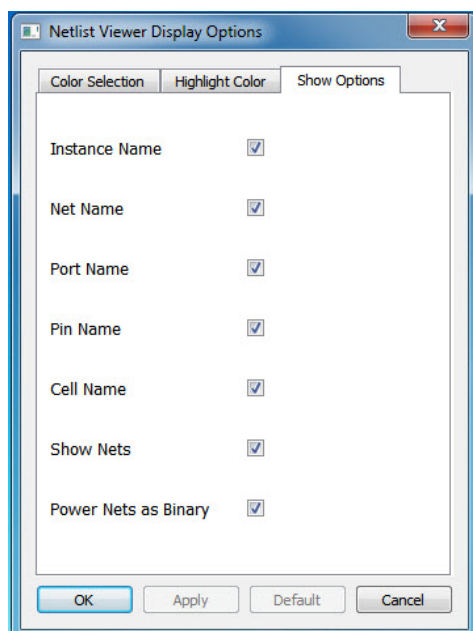 Netlist Viewer Display Options
Color Selection Highlight Color Show Options
Instance Name
Net Name
Port Name
Pin Name
Cell Name
Show Nets
Power Nets as Binary
OK Apply Default Cancel